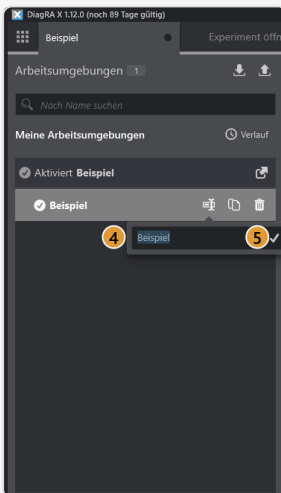 DiagRA X 1.12.0 (noch 89 Tage gültig)
Beispiel
Experiment öffn
Arbeitsumgebungen 1
Nach Name suchen
Meine Arbeitsumgebungen
Verlauf
Aktiviert Beispiel
Beispiel
4 Beispiel 5